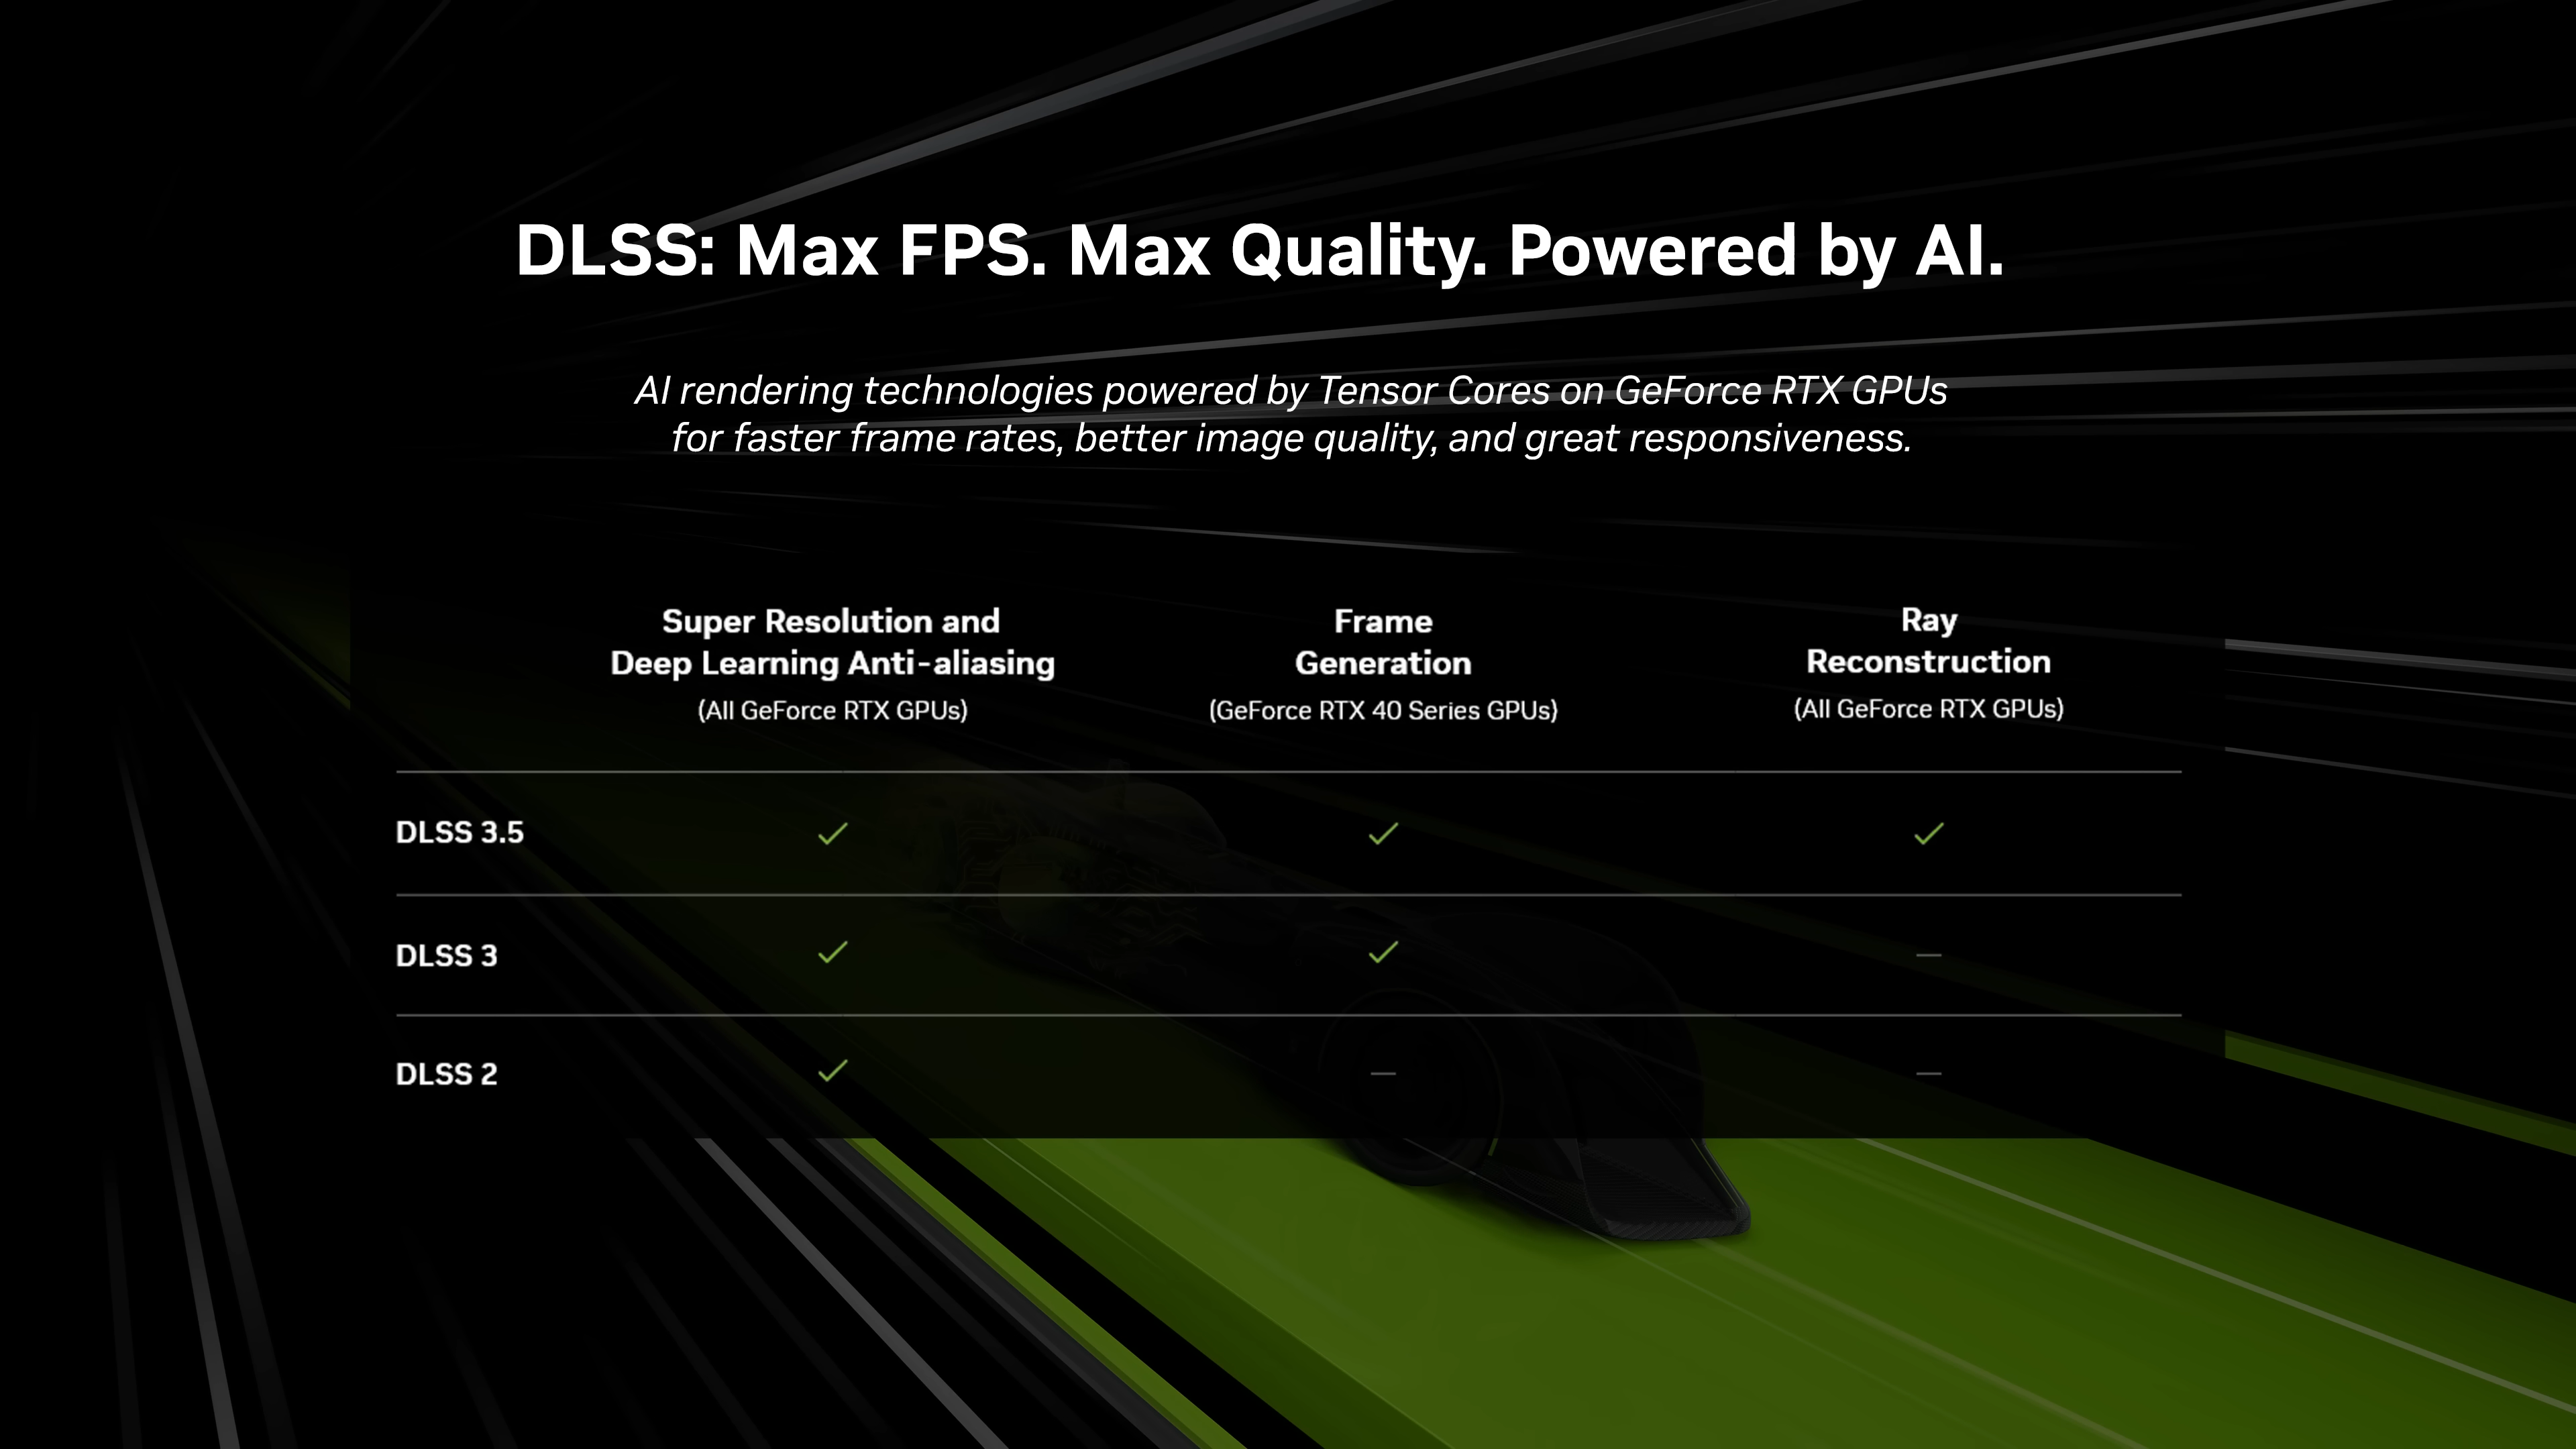 DLSS: Max FPS. Max Quality. Powered by AI.
AI rendering technologies powered by Tensor Cores on GeForce RTX GPUs
for faster frame rates, better image quality, and great responsiveness.
Super Resolution and
Deep Learning Anti-aliasing
(All GeForce RTX GPUs)
Frame
Generation
(GeForce RTX 40 Series GPUs)
Ray
Reconstruction
(All GeForce RTX GPUs)
DLSS 3.5 ✓ ✓ ✓
DLSS 3 ✓ ✓ —
DLSS 2 ✓ — —